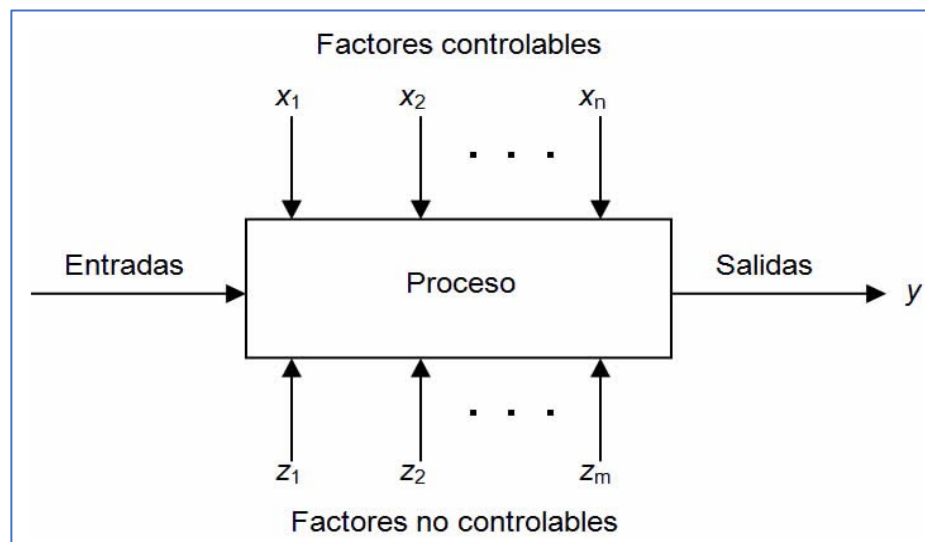 Factores controlables
x1 x2 xn
. . .
Entradas
Proceso
Salidas
y
. . .
z1 z2 zm
Factores no controlables